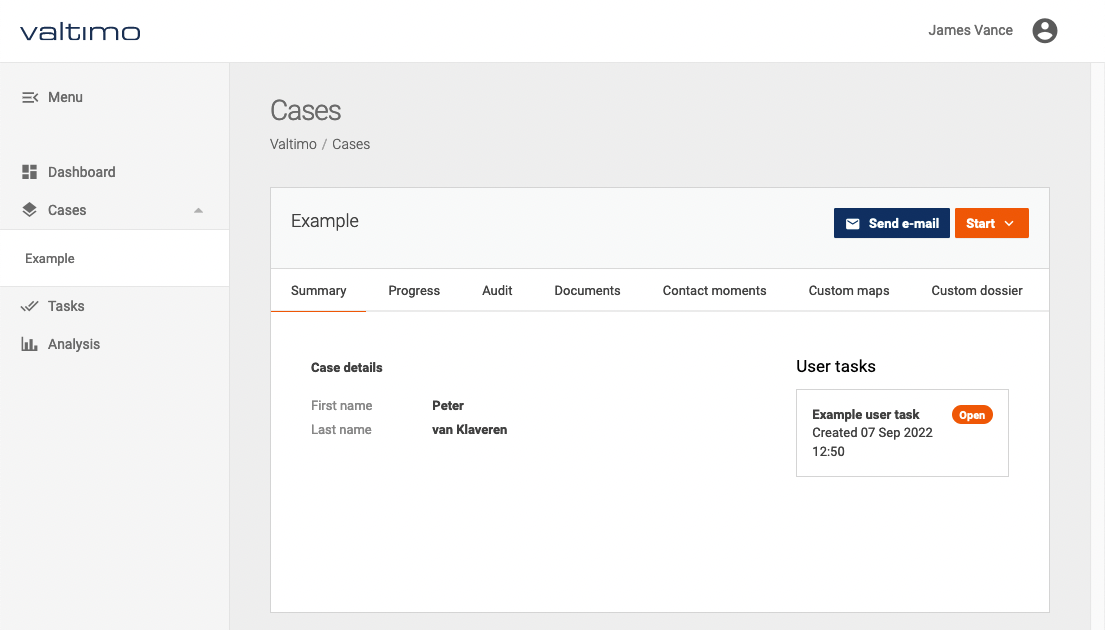 valtimo
James Vance
Menu
Dashboard
Cases
Example
Tasks
Analysis
Cases
Valtimo / Cases
Example
Send e-mail
Start
Summary Progress Audit Documents Contact moments Custom maps Custom dossier
Case details
First name Peter
Last name van Klaveren
User tasks
Example user task Open
Created 07 Sep 2022
12:50